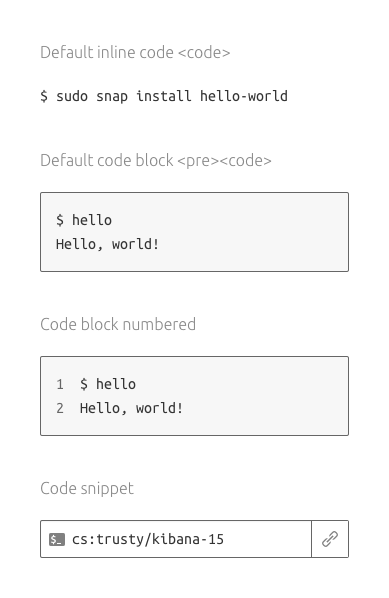 Default inline code <code>
$ sudo snap install hello-world
Default code block <pre><code>
$ hello
Hello, world!
Code block numbered
1 $ hello
2 Hello, world!
Code snippet
$_ cs:trusty/kibana-15